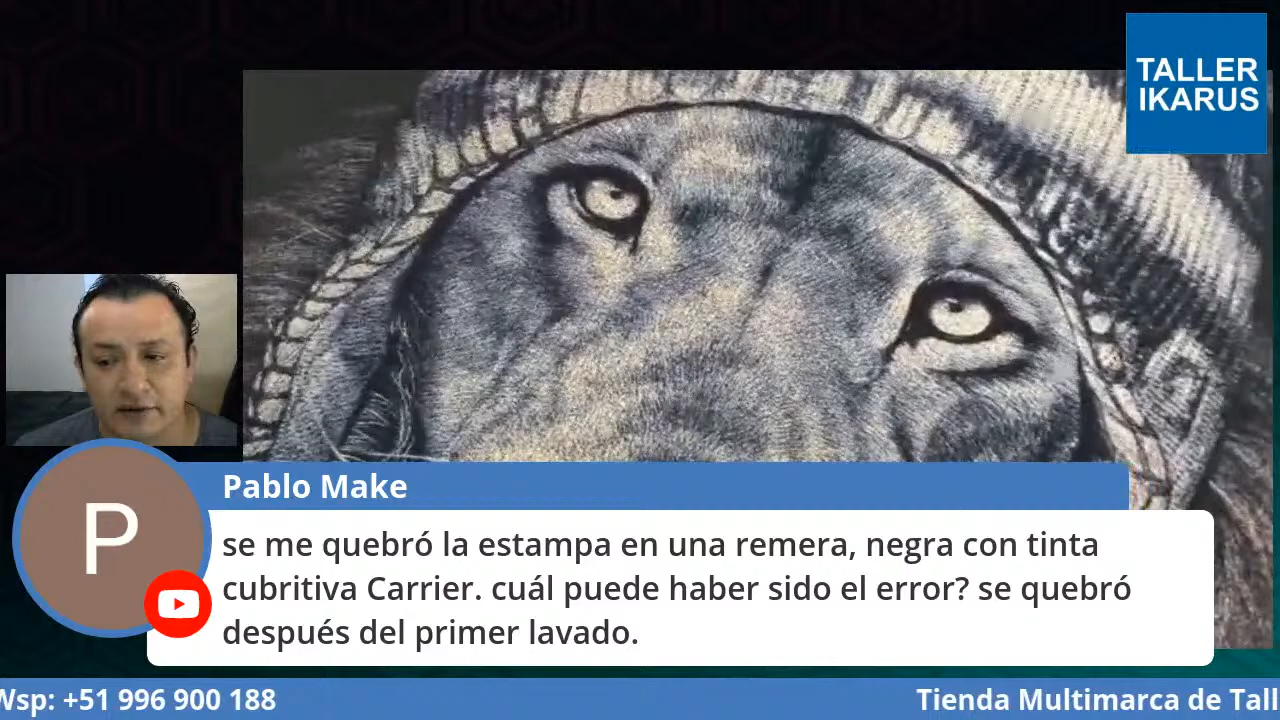 TALLER
IKARUS
Pablo Make
P
se me quebró la estampa en una remera, negra con tinta
cubritiva Carrier. cuál puede haber sido el error? se quebró
después del primer lavado.
Wsp: +51 996 900 188
Tienda Multimarca de Tall